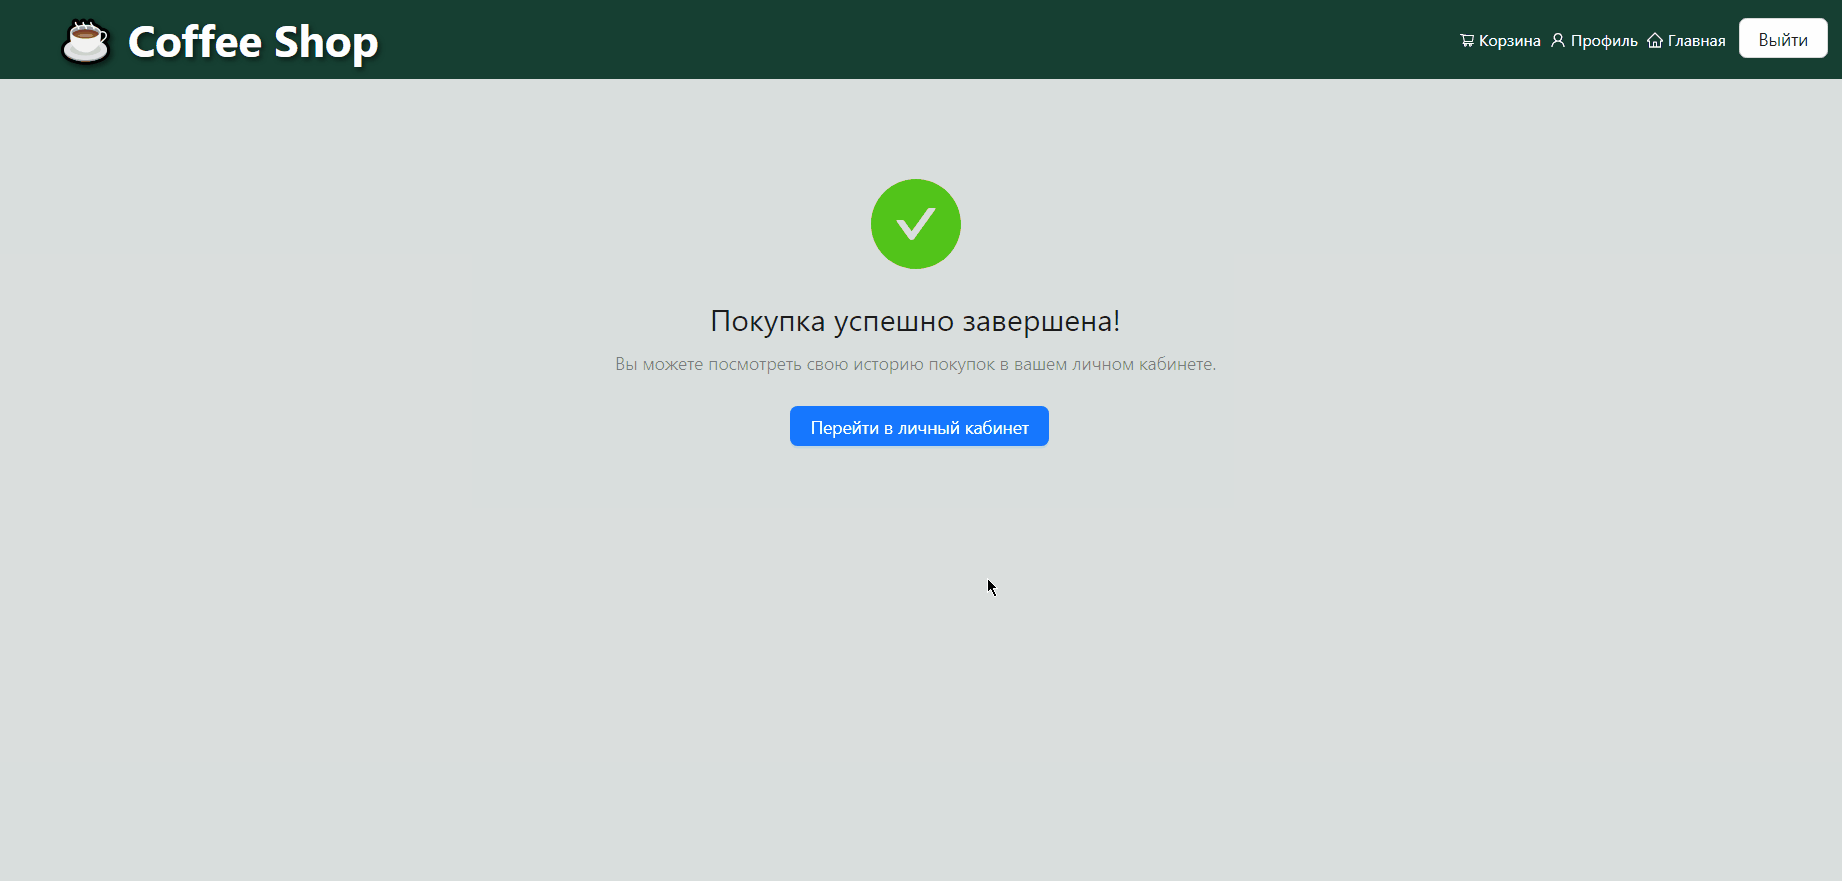 Coffee Shop
Корзина Профиль Главная Выйти
Покупка успешно завершена!
Вы можете посмотреть свою историю покупок в вашем личном кабинете.
Перейти в личный кабинет